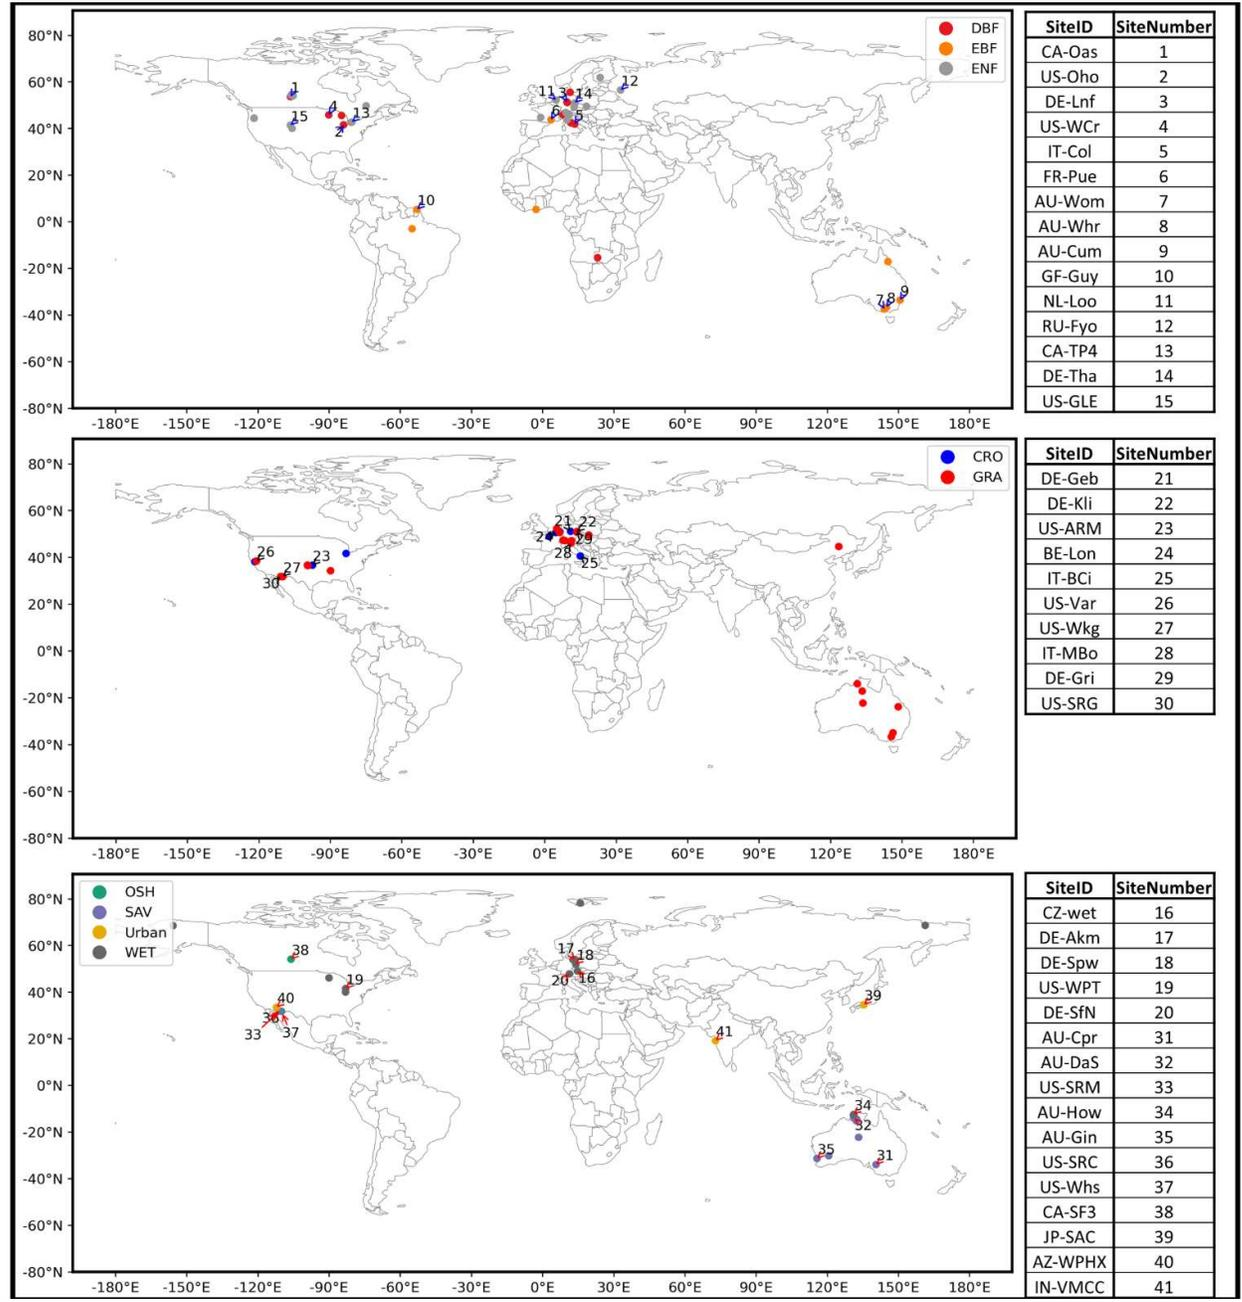 80°N
60°N
40°N
20°N
0°N
-20°N
-40°N
-60°N
-80°N
-180°E -150°E -120°E -90°E -60°E -30°E 0°E 30°E 60°E 90°E 120°E 150°E 180°E
DBF
EBF
ENF
1
4
13
15
2
10
11 3 14
12
6
5
7 8 9
SiteID SiteNumber
CA-Oas 1
US-Oho 2
DE-Lnf 3
US-WCr 4
IT-Col 5
FR-Pue 6
AU-Wom 7
AU-Whr 8
AU-Cum 9
GF-Guy 10
NL-Loo 11
RU-Fyo 12
CA-TP4 13
DE-Tha 14
US-GLE 15
80°N
60°N
40°N
20°N
0°N
-20°N
-40°N
-60°N
-80°N
-180°E -150°E -120°E -90°E -60°E -30°E 0°E 30°E 60°E 90°E 120°E 150°E 180°E
CRO
GRA
26
23
27
30
21 22
24
29
28
25
SiteID SiteNumber
DE-Geb 21
DE-Kli 22
US-ARM 23
BE-Lon 24
IT-BCi 25
US-Var 26
US-Wkg 27
IT-MBo 28
DE-Gri 29
US-SRG 30
80°N
60°N
40°N
20°N
0°N
-20°N
-40°N
-60°N
-80°N
-180°E -150°E -120°E -90°E -60°E -30°E 0°E 30°E 60°E 90°E 120°E 150°E 180°E
OSH
SAV
Urban
WET
38
19
40
36
33 37
17
18
20 16
39
41
34
32
35 31
SiteID SiteNumber
CZ-wet 16
DE-Akm 17
DE-Spw 18
US-WPT 19
DE-SfN 20
AU-Cpr 31
AU-DaS 32
US-SRM 33
AU-How 34
AU-Gin 35
US-SRC 36
US-Whs 37
CA-SF3 38
JP-SAC 39
AZ-WPHX 40
IN-VMCC 41